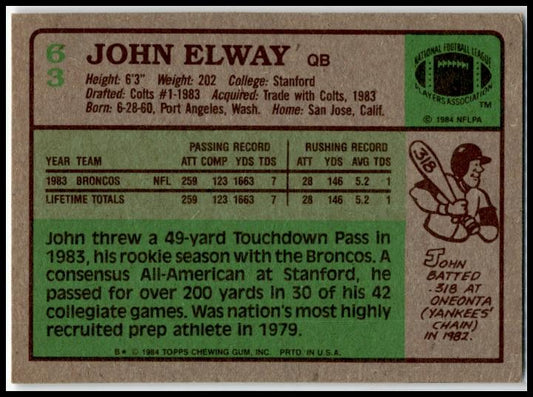 63 JOHN ELWAY QB
Height: 6'3" Weight: 202 College: Stanford
Drafted: Colts #1-1983 Acquired: Trade with Colts, 1983
Born: 6-28-60, Port Angeles, Wash. Home: San Jose, Calif.
NATIONAL FOOTBALL LEAGUE
PLAYERS ASSOCIATION
TM
© 1984 NFLPA
PASSING RECORD RUSHING RECORD
YEAR TEAM ATT COMP YDS TDS ATT YDS AVG TDS
1983 BRONCOS NFL 259 123 1663 7 28 146 5.2 1
LIFETIME TOTALS 259 123 1663 7 28 146 5.2 1
John threw a 49-yard Touchdown Pass in
1983, his rookie season with the Broncos. A
consensus All-American at Stanford, he
passed for over 200 yards in 30 of his 42
collegiate games. Was nation's most highly
recruited prep athlete in 1979.
.318
JOHN
BATTED
.318 AT
ONEONTA
(YANKEES'
CHAIN)
IN 1982.
B* © 1984 TOPPS CHEWING GUM, INC. PRTD. IN U.S.A.